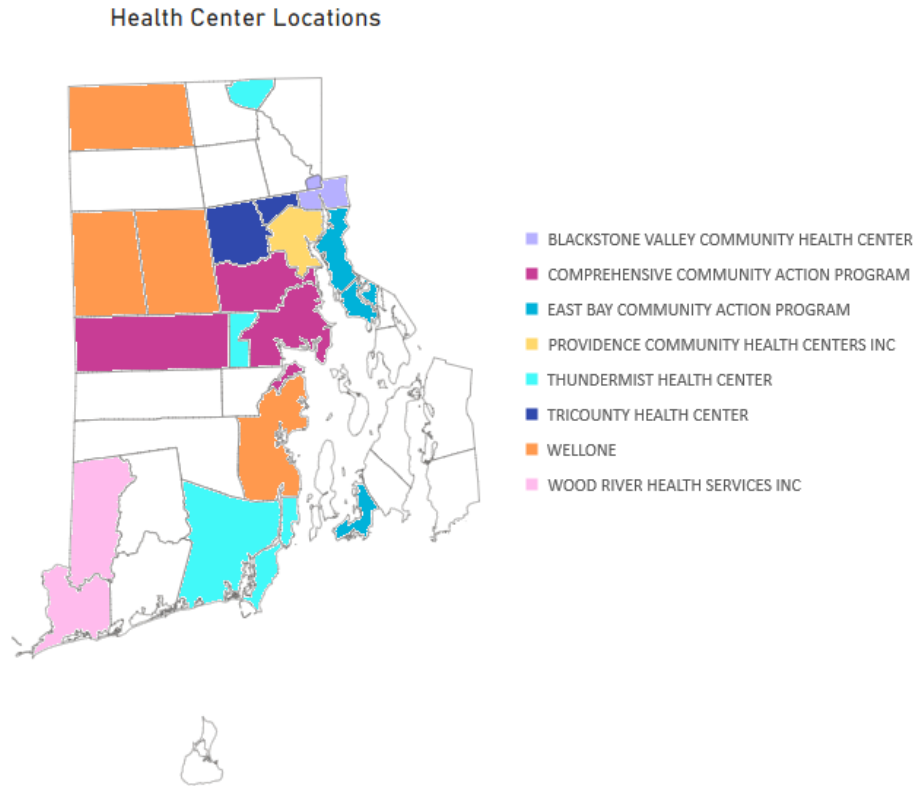 Health Center Locations
BLACKSTONE VALLEY COMMUNITY HEALTH CENTER
COMPREHENSIVE COMMUNITY ACTION PROGRAM
EAST BAY COMMUNITY ACTION PROGRAM
PROVIDENCE COMMUNITY HEALTH CENTERS INC
THUNDERMIST HEALTH CENTER
TRICOUNTY HEALTH CENTER
WELLONE
WOOD RIVER HEALTH SERVICES INC